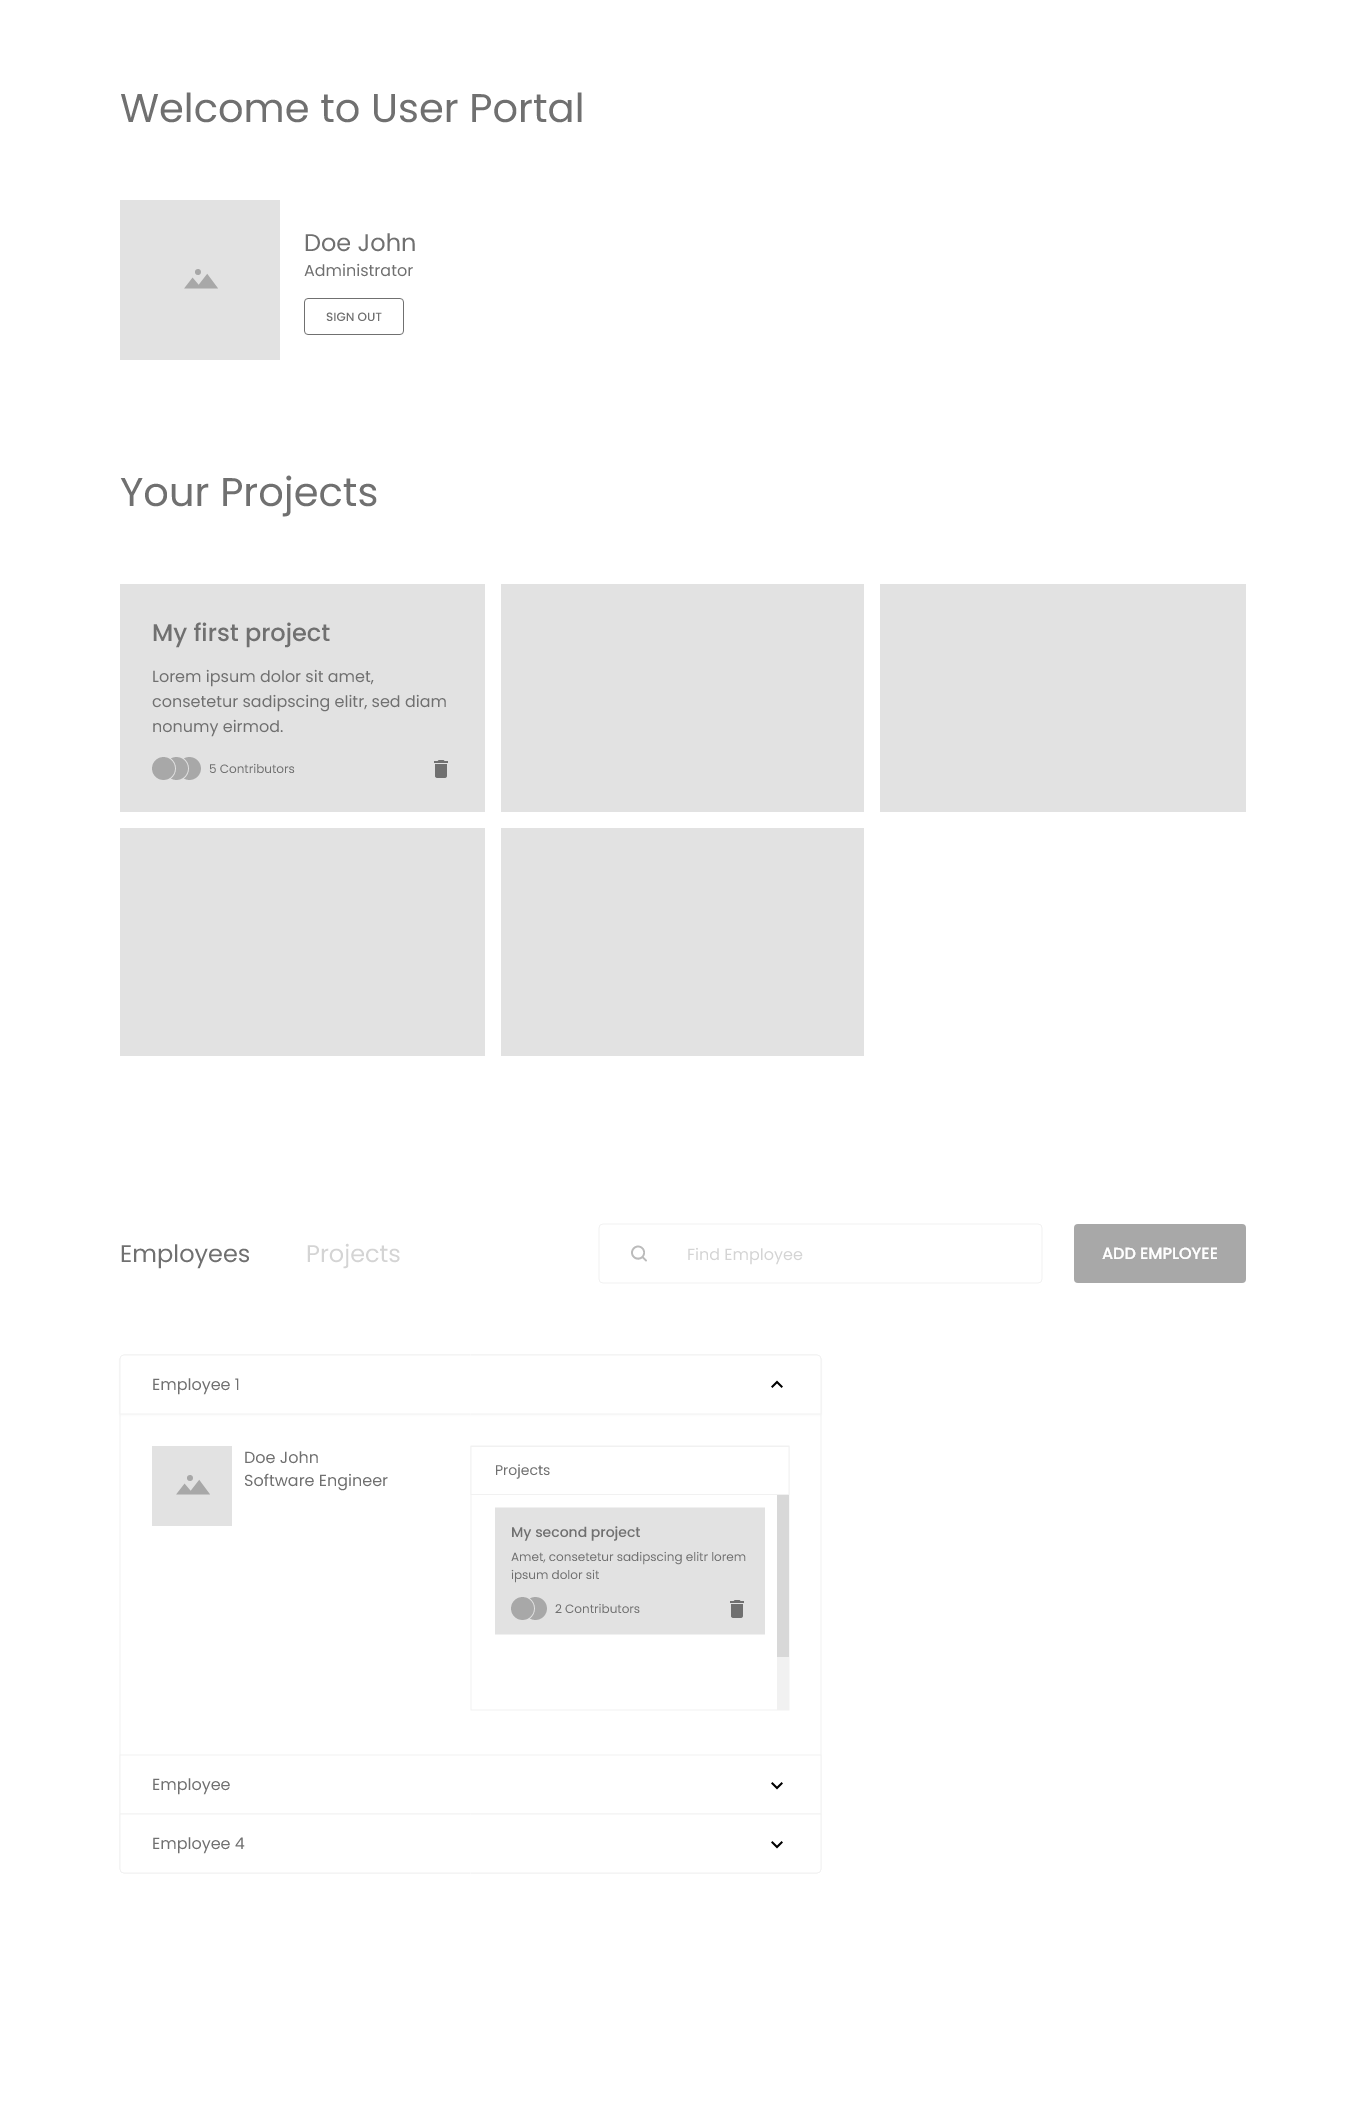 Welcome to User Portal
Doe John
Administrator
SIGN OUT
Your Projects
My first project
Lorem ipsum dolor sit amet,
consetetur sadipscing elitr, sed diam
nonumy eirmod.
5 Contributors
Employees
Projects
Find Employee
ADD EMPLOYEE
Employee 1
Doe John
Software Engineer
Projects
My second project
Amet, consetetur sadipscing elitr lorem
ipsum dolor sit
2 Contributors
Employee
Employee 4